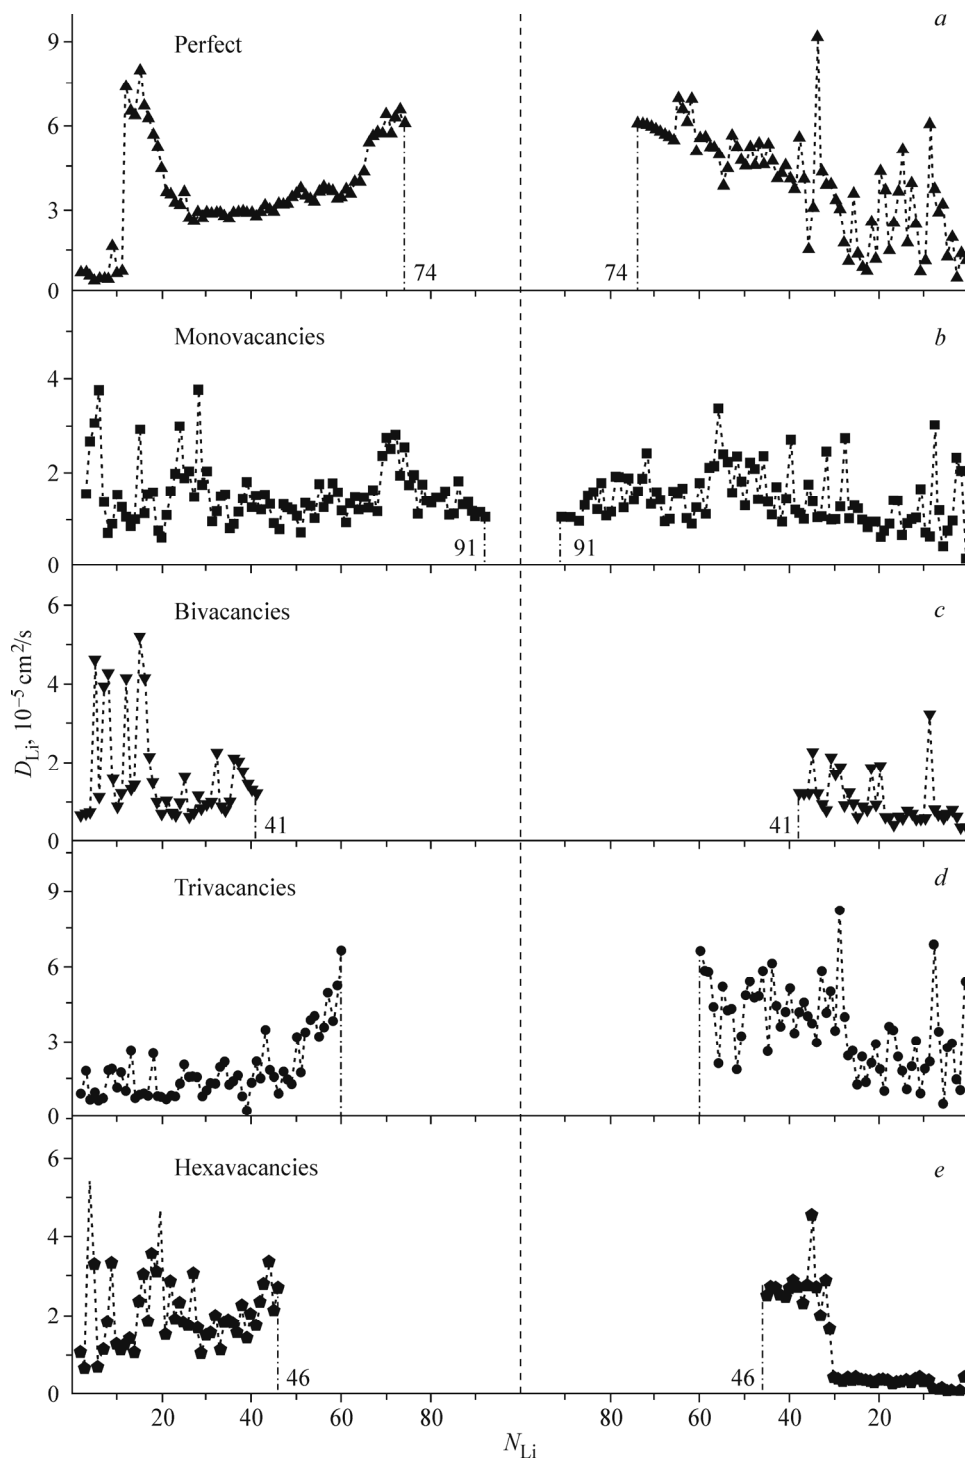 Perfect
a
9
6
3
0
74
74
Monovacancies
b
4
2
0
91
91
Bivacancies
c
6
4
2
0
41
41
D_Li, 10⁻⁵ cm²/s
Trivacancies
d
9
6
3
0
Hexavacancies
e
6
4
2
0
46
46
20 40 60 80 80 60 40 20
N_Li